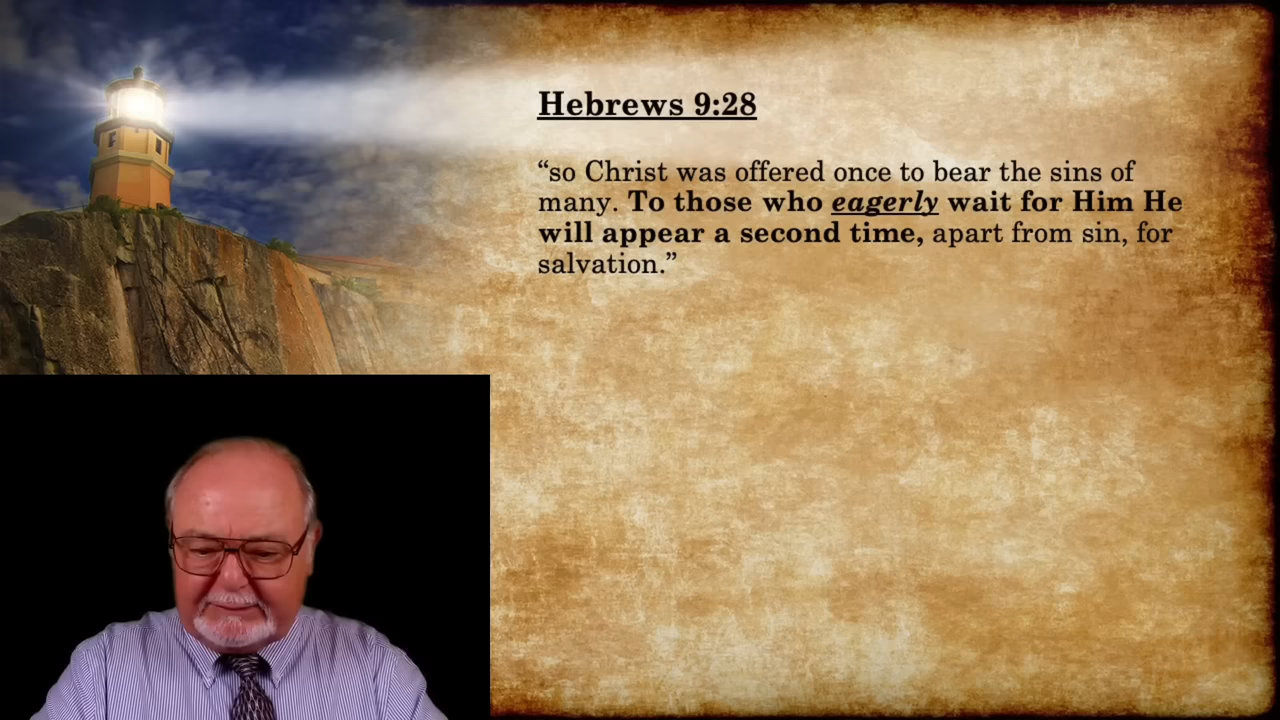 Hebrews 9:28
“so Christ was offered once to bear the sins of
many. To those who eagerly wait for Him He
will appear a second time, apart from sin, for
salvation.”